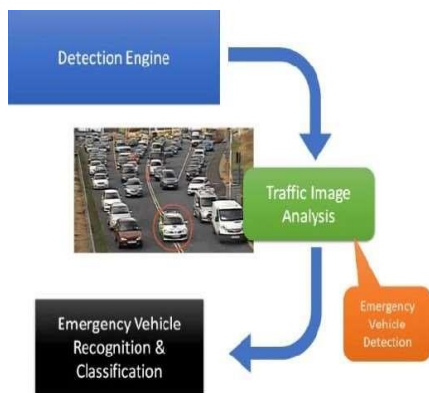 Detection Engine
Traffic Image
Analysis
Emergency
Vehicle
Detection
Emergency Vehicle
Recognition &
Classification